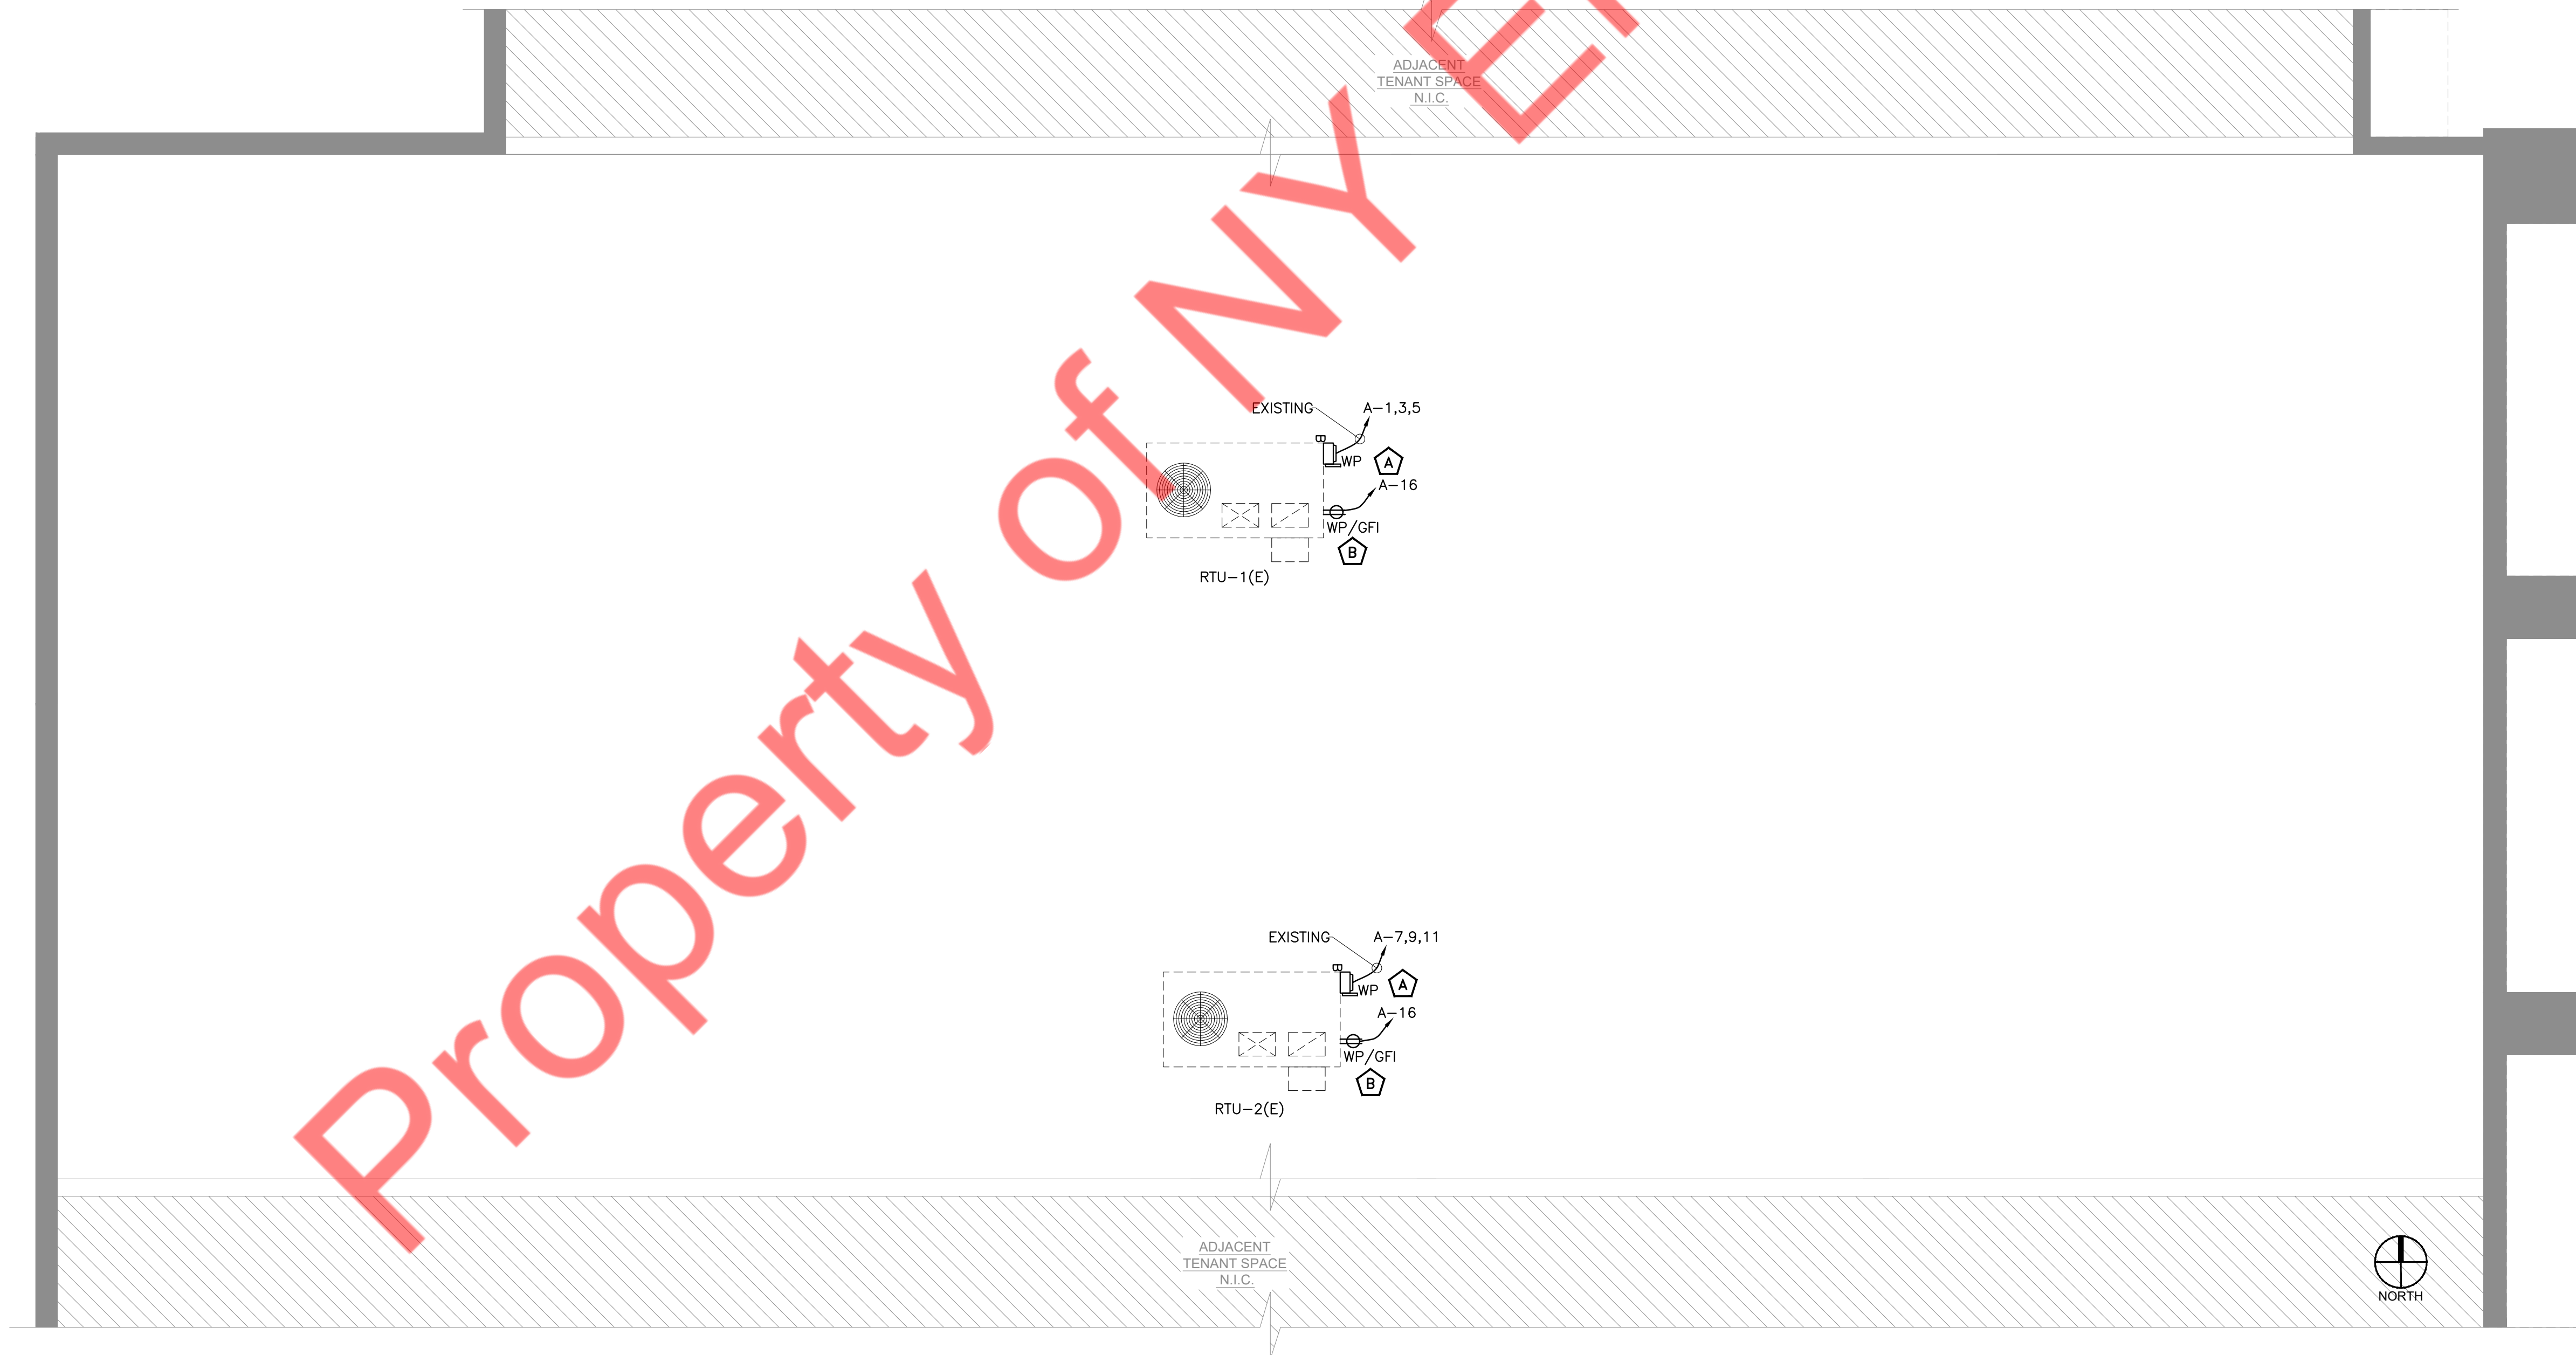 ADJACENT
TENANT SPACE
N.I.C.
EXISTING
A-1,3,5
WP
A
A-16
WP/GFI
B
RTU-1(E)
EXISTING
A-7,9,11
WP
A
A-16
WP/GFI
B
RTU-2(E)
ADJACENT
TENANT SPACE
N.I.C.
NORTH
Property of NY